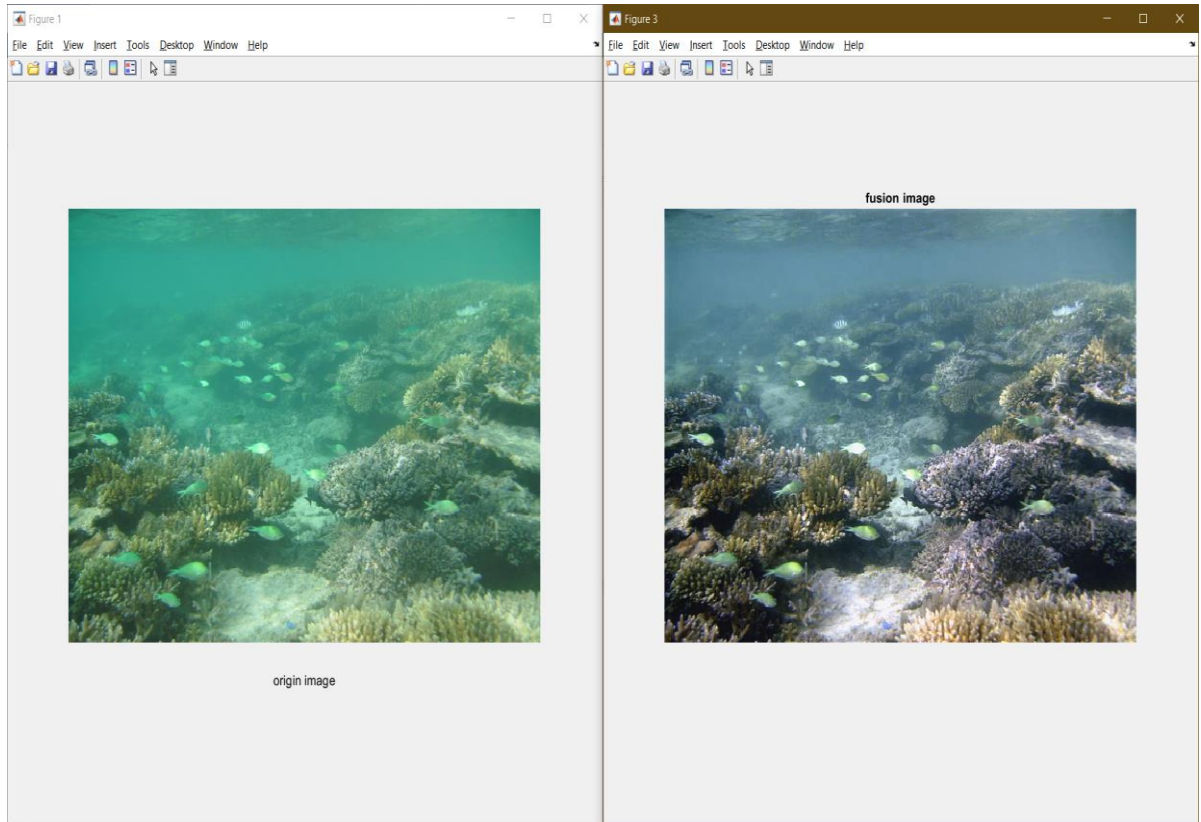 Figure 1
File Edit View Insert Tools Desktop Window Help
origin image
Figure 3
File Edit View Insert Tools Desktop Window Help
fusion image